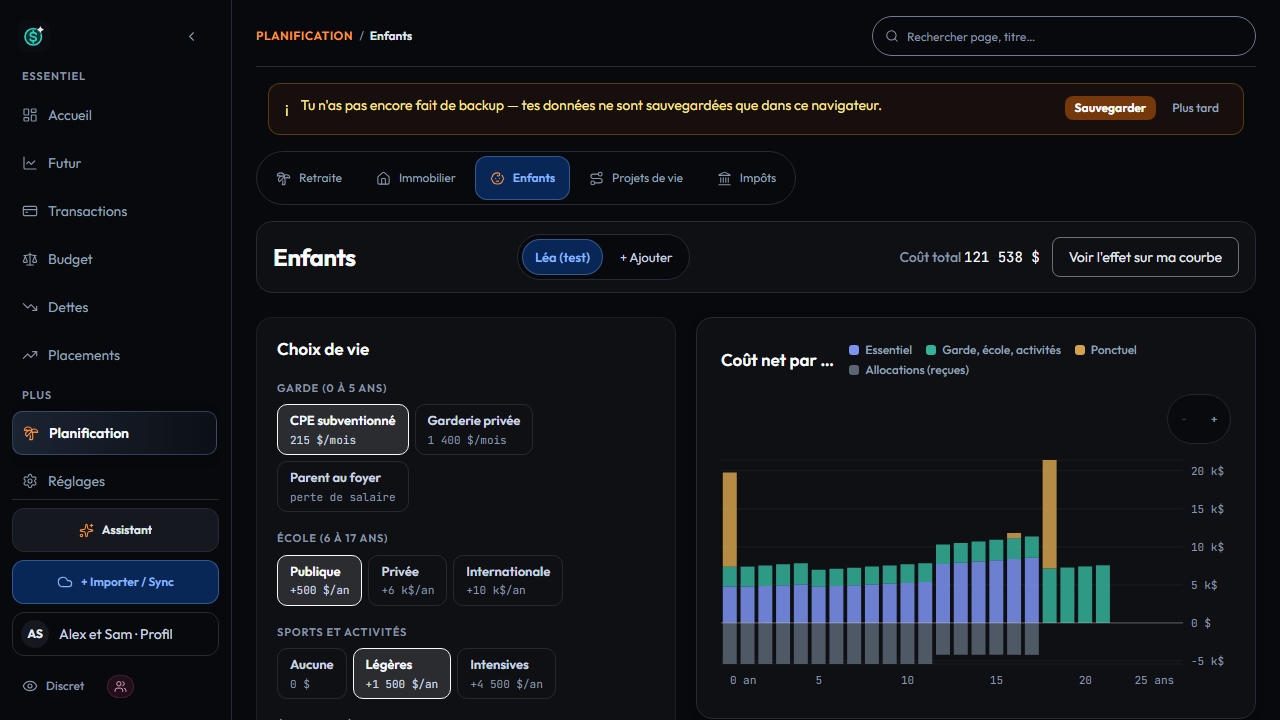 PLANIFICATION / Enfants
Rechercher page, titre…
ESSENTIEL
Accueil
Futur
Transactions
Budget
Dettes
Placements
PLUS
Planification
Réglages
Assistant
+ Importer / Sync
AS Alex et Sam · Profil
Discret
Tu n'as pas encore fait de backup — tes données ne sont sauvegardées que dans ce navigateur.
Sauvegarder
Plus tard
Retraite
Immobilier
Enfants
Projets de vie
Impôts
Enfants
Léa (test)
+ Ajouter
Coût total 121 538 $
Voir l'effet sur ma courbe
Choix de vie
GARDE (0 À 5 ANS)
CPE subventionné
215 $/mois
Garderie privée
1 400 $/mois
Parent au foyer
perte de salaire
ÉCOLE (6 À 17 ANS)
Publique
+500 $/an
Privée
+6 k$/an
Internationale
+10 k$/an
SPORTS ET ACTIVITÉS
Aucune
0 $
Légères
+1 500 $/an
Intensives
+4 500 $/an
Coût net par …
Essentiel
Garde, école, activités
Ponctuel
Allocations (reçues)
- +
20 k$
15 k$
10 k$
5 k$
0 $
-5 k$
0 an 5 10 15 20 25 ans